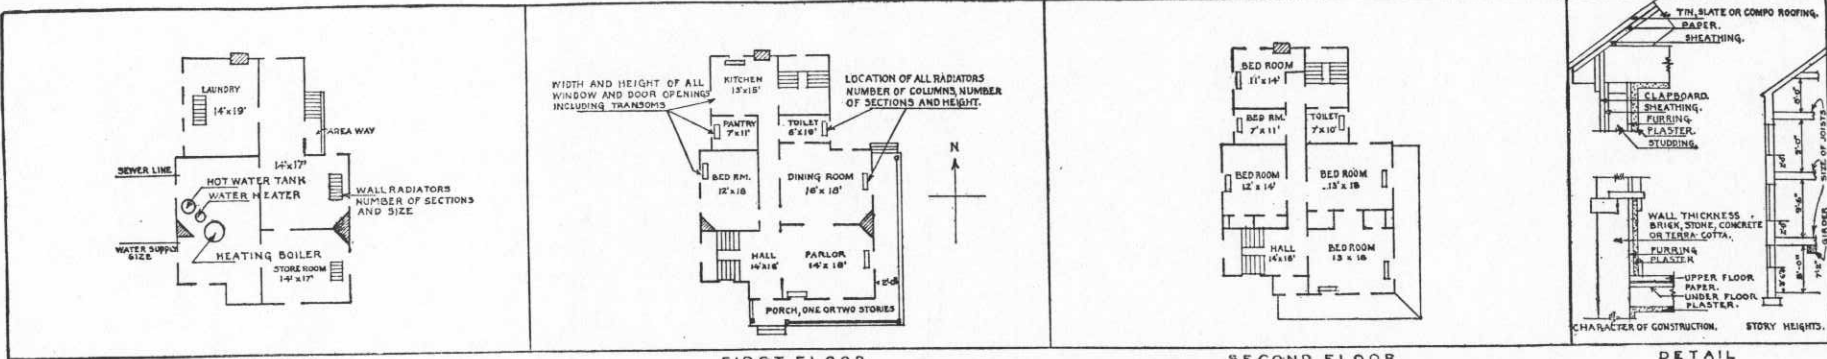 LAUNDRY
14'x19'
AREA WAY
14'x17'
SEWER LINE
HOT WATER TANK
WATER HEATER
WALL RADIATORS
NUMBER OF SECTIONS
AND SIZE
WATER SUPPLY
SIZE
HEATING BOILER
STORE ROOM
14'x17'
WIDTH AND HEIGHT OF ALL
WINDOW AND DOOR OPENINGS
INCLUDING TRANSOMS
KITCHEN
LOCATION OF ALL RADIATORS
NUMBER OF COLUMNS, NUMBER
OF SECTIONS AND HEIGHT.
PANTRY
7'x11'
TOILET
N
BED RM.
12'x18
DINING ROOM
16'x18'
HALL
14'x18'
PARLOR
14'x18'
PORCH, ONE OR TWO STORIES
FIRST FLOOR
BED ROOM
11'x14'
BED RM.
7'x11'
TOILET
7'x10'
BED ROOM
12'x14'
BED ROOM
13'x18
HALL
14'x18'
BED ROOM
13 x 18
SECOND FLOOR
TIN, SLATE OR COMPO ROOFING.
PAPER.
SHEATHING.
CLAPBOARD
SHEATHING.
FURRING
PLASTER.
STUDDING.
WALL THICKNESS
BRICK, STONE, CONCRETE
OR TERRA-COTTA.
FURRING
PLASTER
UPPER FLOOR
PAPER.
UNDER FLOOR
PLASTER.
CHARACTER OF CONSTRUCTION.
SIZE OF JOISTS
GIRDER
9'-6"
8'-0"
STORY HEIGHTS.
DETAIL